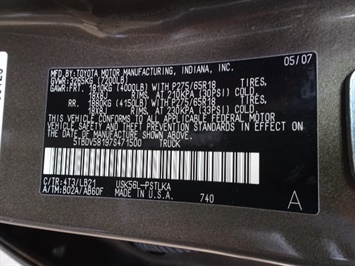 MFD. BY: TOYOTA MOTOR MANUFACTURING, INDIANA, INC. 05/07
GVWR: 3265KG (7200LB)
GAWR: FRT. 1810KG (4000LB) WITH P275/65R18 TIRES,
18X8J RIMS, AT 210KPA (30PSI) COLD
RR. 1880KG (4150LB) WITH P275/65R18 TIRES,
18X8J RIMS, AT 230KPA (33PSI) COLD
THIS VEHICLE CONFORMS TO ALL APPLICABLE
FEDERAL MOTOR VEHICLE SAFETY STANDARDS IN
EFFECT ON THE DATE OF MANUFACTURE SHOWN ABOVE.
5TBDV58197S471500 TRUCK
C/TR: 4T3/LB21 USK56L-PSTLKA
A/TM: B02A/AB60F MADE IN U.S.A. 740 A